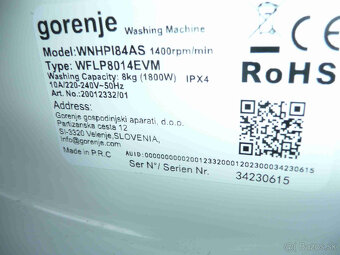 gorenje Washing Machine
Model: WNHPI84AS 1400rpm/min
Type: WFLP8014EVM
Washing Capacity: 8kg (1800W) IPX4
10A/220-240V~50Hz
Art. No.: 20012332/01
RoHS
Gorenje gospodinjski aparati, d.o.o.
Partizanska cesta 12
SI-3320 Velenje, SLOVENIA,
info@gorenje.com
Made in P.R.C
Ser N°/ Serien Nr.
34230615
© Bazos.sk